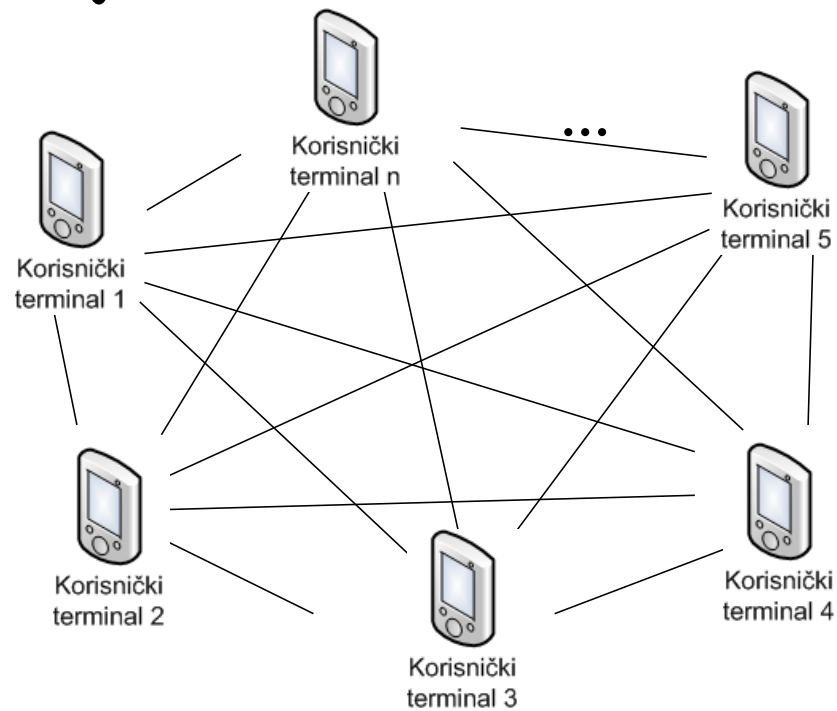 Korisnički
terminal n
...
Korisnički
terminal 5
Korisnički
terminal 1
Korisnički
terminal 2
Korisnički
terminal 4
Korisnički
terminal 3